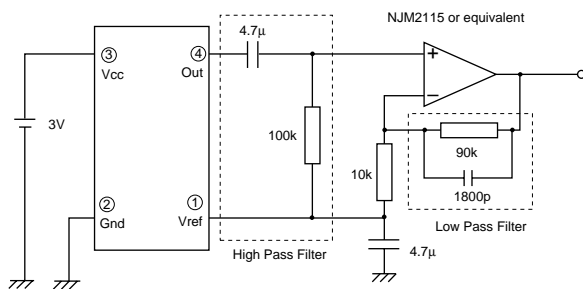 NJM2115 or equivalent
4.7μ
③
Vcc
④
Out
+
−
3V
100k
10k
90k
1800p
②
Gnd
①
Vref
High Pass Filter
4.7μ
Low Pass Filter